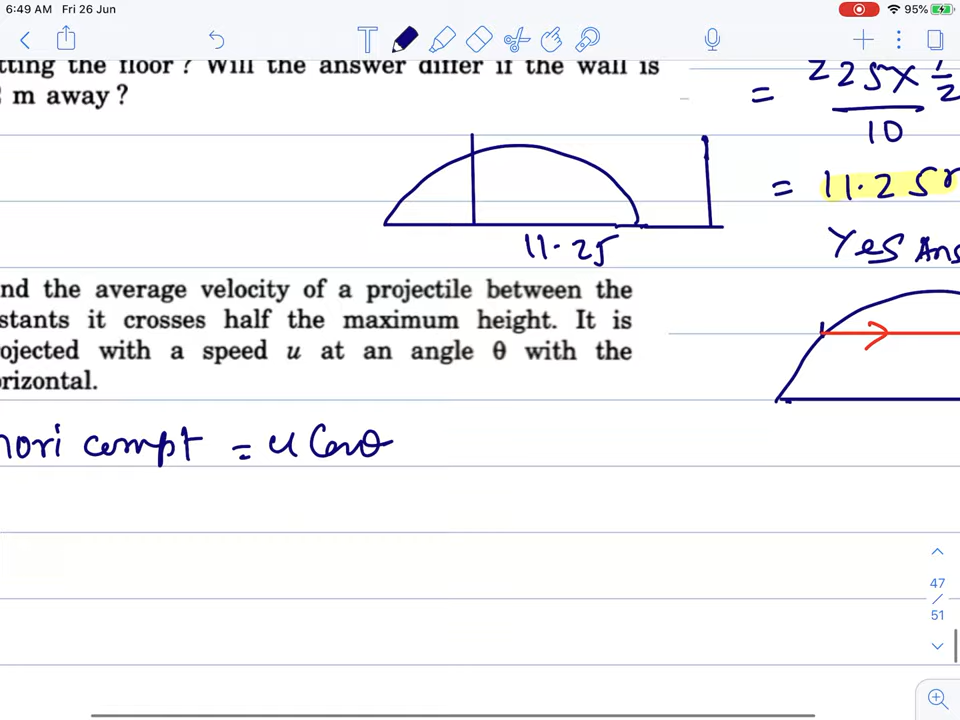 6:49 AM Fri 26 Jun
95%
tting the floor? Will the answer differ if the wall is
m away?
= 225 × 1/2
10
= 11.25
11.25
Yes Ans
nd the average velocity of a projectile between the
stants it crosses half the maximum height. It is
ojected with a speed u at an angle θ with the
orizontal.
hori compt = u Cosθ
47
/
51